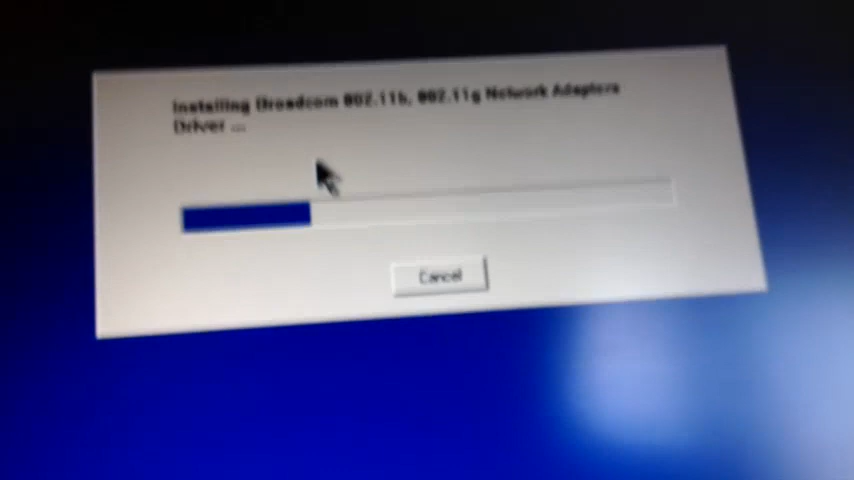 Installing Broadcom 802.11b, 802.11g Network Adapters
Driver ...
Cancel